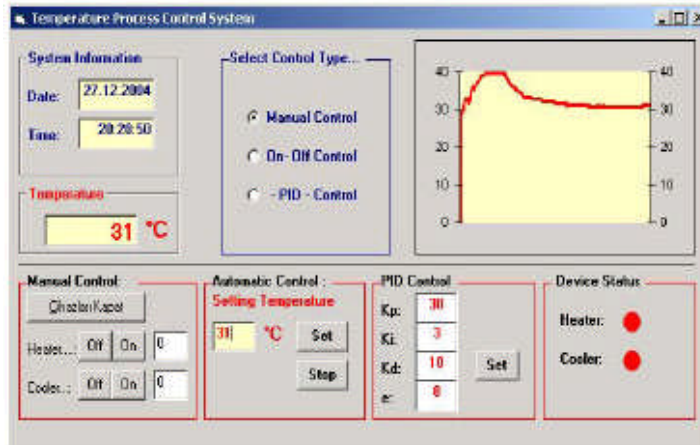 Temperature Process Control System
System Information
Date: 27.12.2004
Time: 20:28:50
Temperature
31 °C
Select Control Type...
Manual Control
On- Off Control
- PID - Control
40 40
30 30
20 20
10 10
0 0
Manual Control:
Cihazları Kapat
Heater...: Off On 0
Cooler..: Off On 0
Automatic Control :
Setting Temperature
31 °C Set
Stop
PID Control
Kp: 30
Ki: 3
Kd: 10 Set
e: 0
Device Status
Heater:
Cooler: